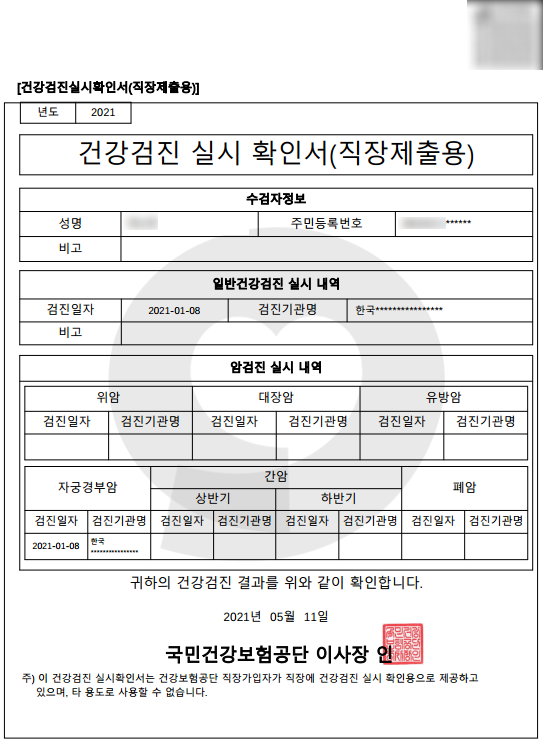 [건강검진실시확인서(직장제출용)]
년도 2021
건강검진 실시 확인서(직장제출용)
수검자정보
성명 주민등록번호 ******
비고
일반건강검진 실시 내역
검진일자 2021-01-08 검진기관명 한국****************
비고
암검진 실시 내역
위암 대장암 유방암
검진일자 검진기관명 검진일자 검진기관명 검진일자 검진기관명
자궁경부암 간암 폐암
상반기 하반기
검진일자 검진기관명 검진일자 검진기관명 검진일자 검진기관명 검진일자 검진기관명
2021-01-08 한국
****************
귀하의 건강검진 결과를 위와 같이 확인합니다.
2021년 05월 11일
국민건강보험공단 이사장 인
주) 이 건강검진 실시확인서는 건강보험공단 직장가입자가 직장에 건강검진 실시 확인용으로 제공하고
있으며, 타 용도로 사용할 수 없습니다.